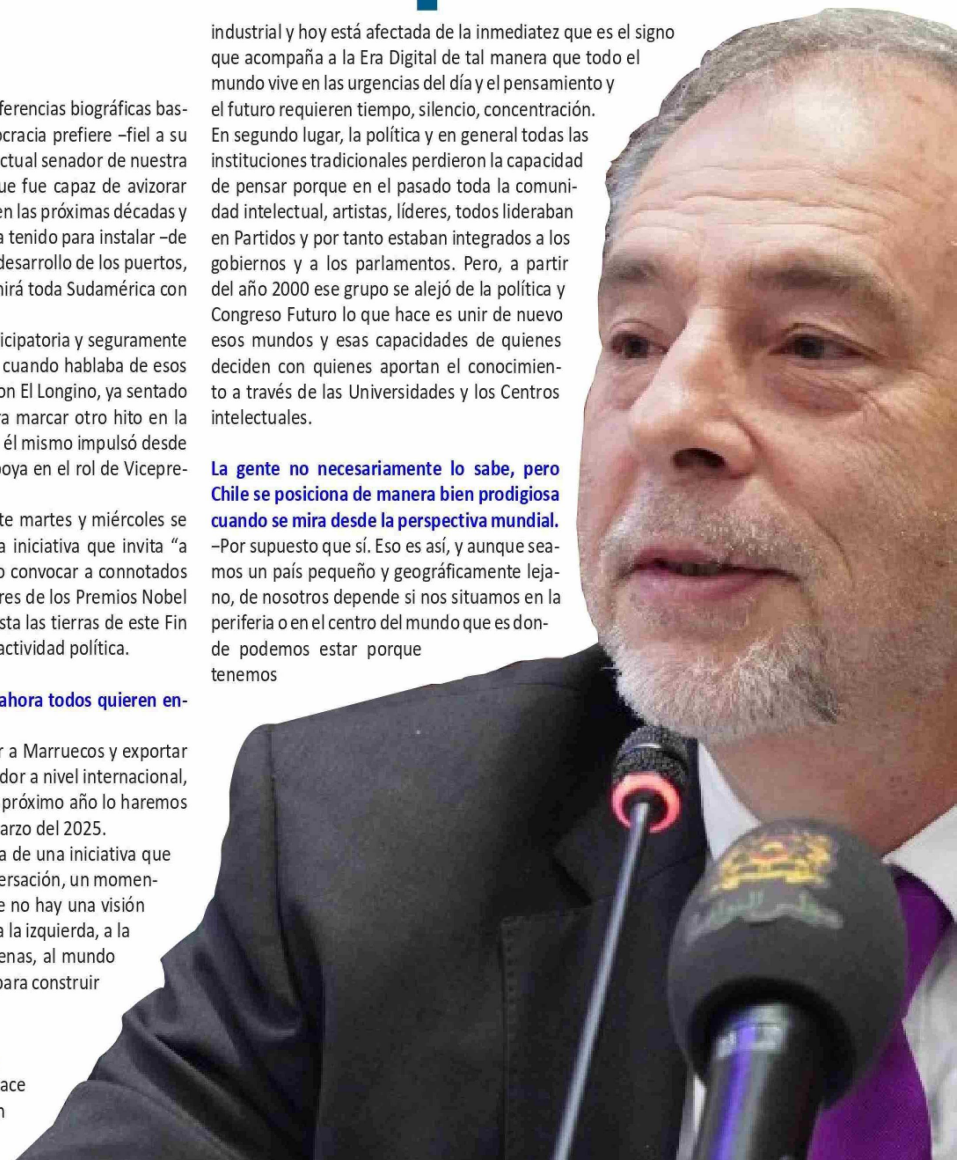 ferencias biográficas bas-
ocracia prefiere –fiel a su
ctual senador de nuestra
ue fue capaz de avizorar
en las próximas décadas y
a tenido para instalar –de
desarrollo de los puertos,
nirá toda Sudamérica con
icipatoria y seguramente
cuando hablaba de esos
on El Longino, ya sentado
ra marcar otro hito en la
él mismo impulsó desde
poya en el rol de Vicepre-
te martes y miércoles se
a iniciativa que invita “a
o convocar a connotados
res de los Premios Nobel
sta las tierras de este Fin
actividad política.
ahora todos quieren en-
r a Marruecos y exportar
dor a nivel internacional,
próximo año lo haremos
arzo del 2025.
a de una iniciativa que
ersación, un momen-
e no hay una visión
a la izquierda, a la
enas, al mundo
para construir
ace
n
industrial y hoy está afectada de la inmediatez que es el signo
que acompaña a la Era Digital de tal manera que todo el
mundo vive en las urgencias del día y el pensamiento y
el futuro requieren tiempo, silencio, concentración.
En segundo lugar, la política y en general todas las
instituciones tradicionales perdieron la capacidad
de pensar porque en el pasado toda la comuni-
dad intelectual, artistas, líderes, todos lideraban
en Partidos y por tanto estaban integrados a los
gobiernos y a los parlamentos. Pero, a partir
del año 2000 ese grupo se alejó de la política y
Congreso Futuro lo que hace es unir de nuevo
esos mundos y esas capacidades de quienes
deciden con quienes aportan el conocimien-
to a través de las Universidades y los Centros
intelectuales.
La gente no necesariamente lo sabe, pero
Chile se posiciona de manera bien prodigiosa
cuando se mira desde la perspectiva mundial.
–Por supuesto que sí. Eso es así, y aunque sea-
mos un país pequeño y geográficamente leja-
no, de nosotros depende si nos situamos en la
periferia o en el centro del mundo que es don-
de podemos estar porque
tenemos